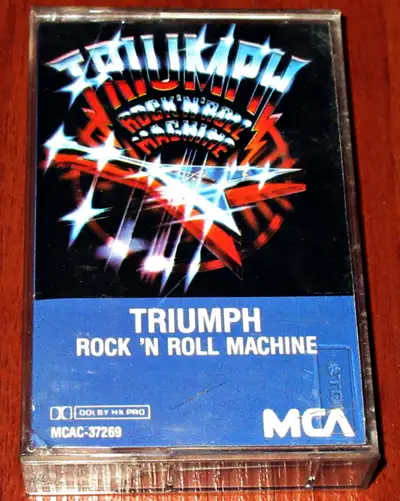 TRIUMPH
ROCK'N'ROLL
MACHINE
TRIUMPH
ROCK 'N ROLL MACHINE
DOLBY HX PRO
MCAC-37269
MCA